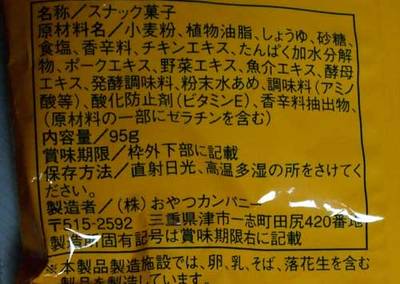 名称／スナック菓子
原材料名／小麦粉、植物油脂、しょうゆ、砂糖、
食塩、香辛料、チキンエキス、たんぱく加水分解
物、ポークエキス、野菜エキス、魚介エキス、酵母
エキス、発酵調味料、粉末水あめ、調味料（アミノ
酸等）、酸化防止剤（ビタミンE）、香辛料抽出物、
（原材料の一部にゼラチンを含む）
内容量／95g
賞味期限／枠外下部に記載
保存方法／直射日光、高温多湿の所をさけてく
ださい。
製造者／（株）おやつカンパニー
〒515-2592 三重県津市一志町田尻420番地
製造所固有記号は賞味期限右に記載
※本製品製造施設では、卵、乳、そば、落花生を含む
製品を製造しています。